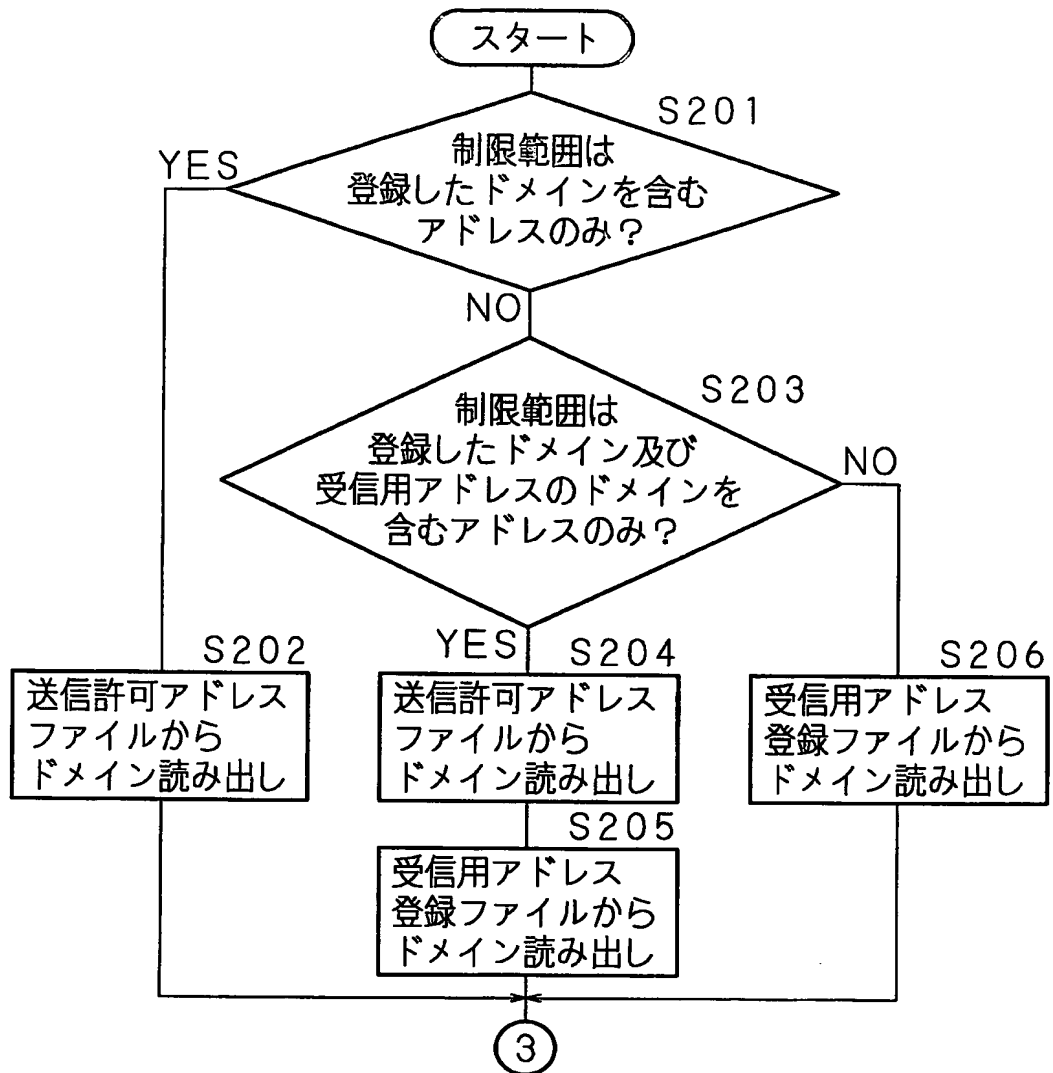 スタート
S201
制限範囲は
登録したドメインを含む
アドレスのみ？
YES
NO
S203
制限範囲は
登録したドメイン及び
受信用アドレスのドメインを
含むアドレスのみ？
NO
YES
S202
送信許可アドレス
ファイルから
ドメイン読み出し
S204
送信許可アドレス
ファイルから
ドメイン読み出し
S206
受信用アドレス
登録ファイルから
ドメイン読み出し
S205
受信用アドレス
登録ファイルから
ドメイン読み出し
3